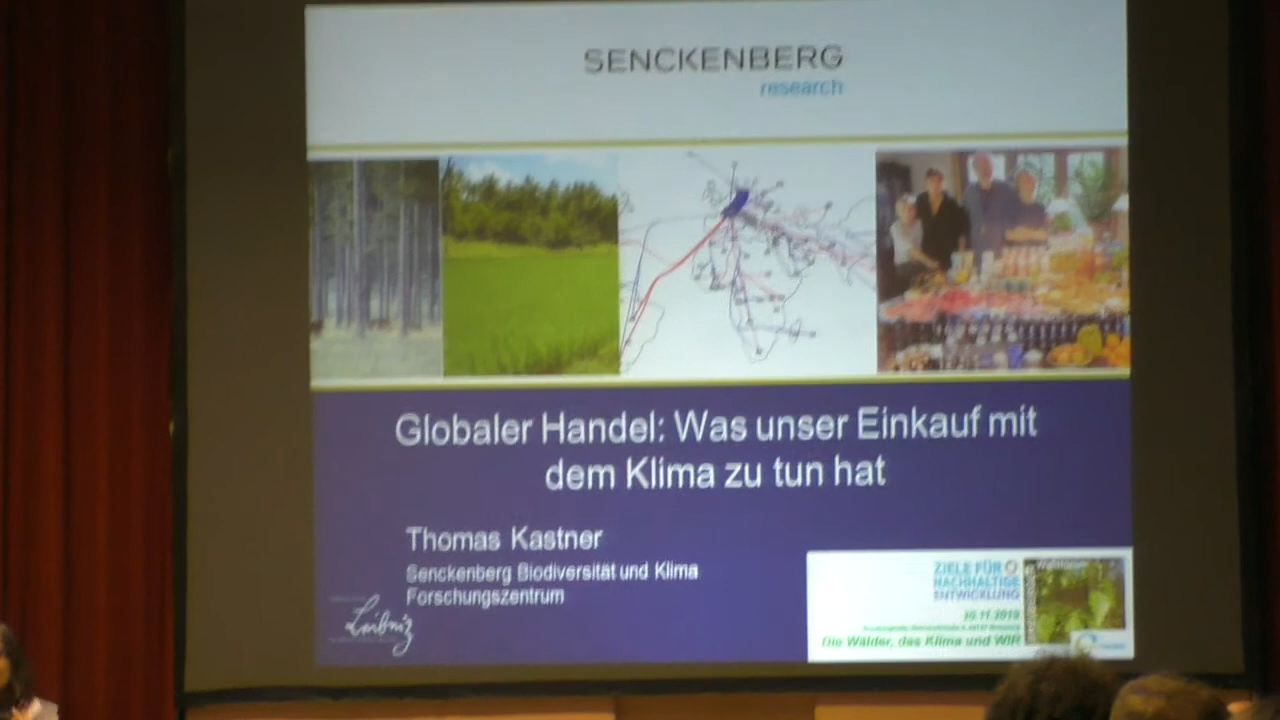 SENCKENBERG
research
Globaler Handel: Was unser Einkauf mit
dem Klima zu tun hat
Thomas Kastner
Senckenberg Biodiversität und Klima
Forschungszentrum
Leibniz
ZIELE FÜR
NACHHALTIGE
ENTWICKLUNG
Die Wälder, das Klima und WIR